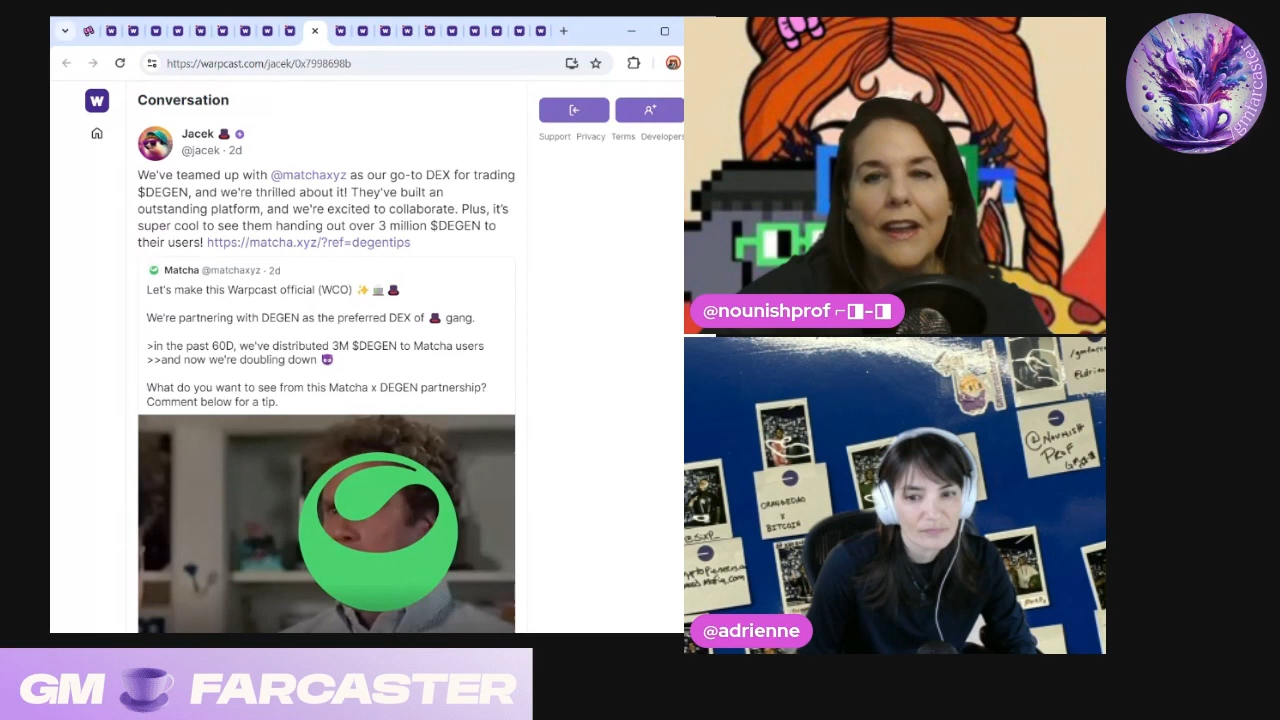 https://warpcast.com/jacek/0x7998698b
W
Conversation
Jacek
@jacek · 2d
We've teamed up with @matchaxyz as our go-to DEX for trading
$DEGEN, and we're thrilled about it! They've built an
outstanding platform, and we're excited to collaborate. Plus, it's
super cool to see them handing out over 3 million $DEGEN to
their users! https://matcha.xyz/?ref=degentips
Matcha @matchaxyz · 2d
Let's make this Warpcast official (WCO)
We're partnering with DEGEN as the preferred DEX of 🎩 gang.
>in the past 60D, we've distributed 3M $DEGEN to Matcha users
>>and now we're doubling down
What do you want to see from this Matcha x DEGEN partnership?
Comment below for a tip.
Support Privacy Terms Developers
@nounishprof ⌐◨-◨
@NOUNISH
PROF
ORANGEDAO
X
BITCOIN
@adrienne
gmfarcaster
GM FARCASTER